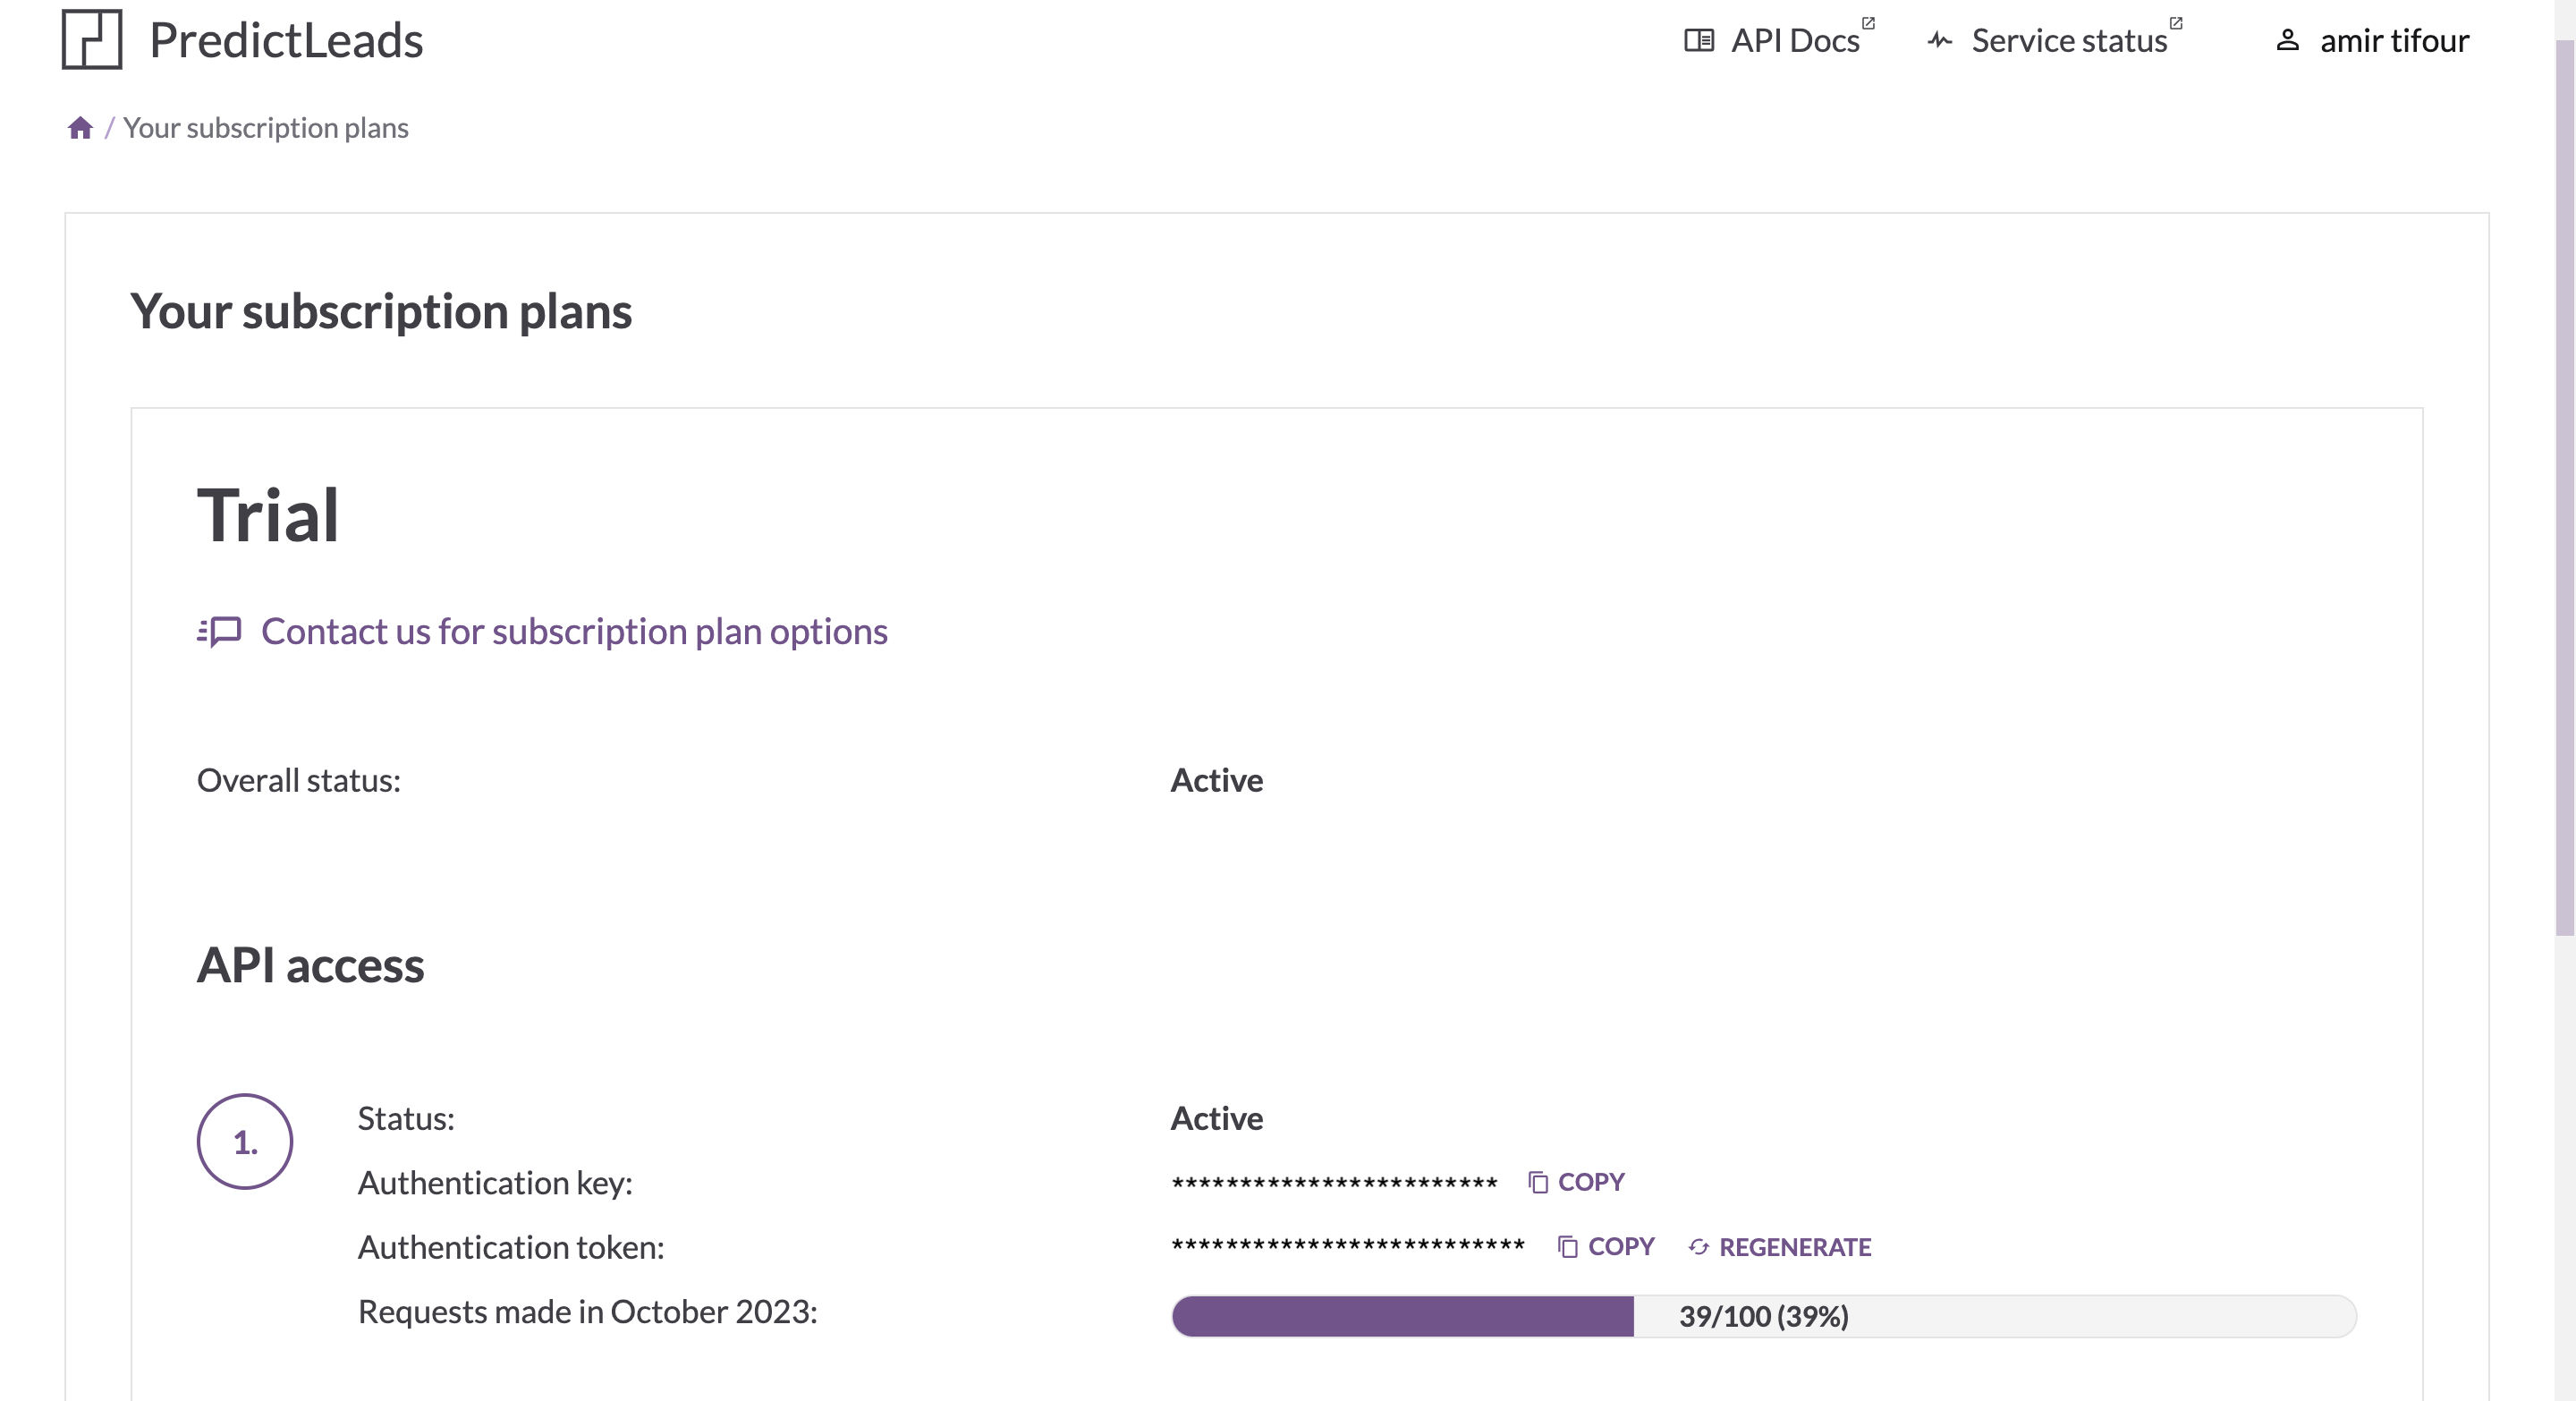 PredictLeads
API Docs
Service status
amir tifour
/ Your subscription plans
Your subscription plans
Trial
Contact us for subscription plan options
Overall status: Active
API access
1. Status: Active
Authentication key: ************************ COPY
Authentication token: ************************** COPY REGENERATE
Requests made in October 2023: 39/100 (39%)